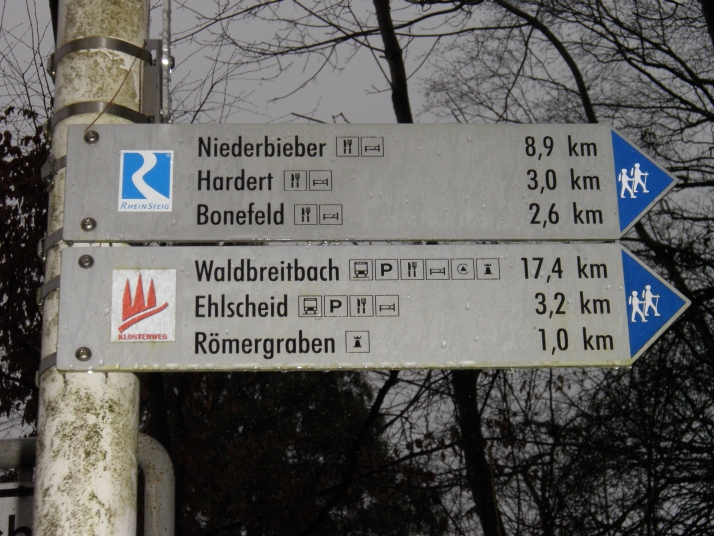 Niederbieber 8,9 km
Hardert 3,0 km
Bonefeld 2,6 km
RHEINSTEIG
Waldbreitbach P 17,4 km
Ehlscheid P 3,2 km
Römergraben 1,0 km
KLOSTERWEG